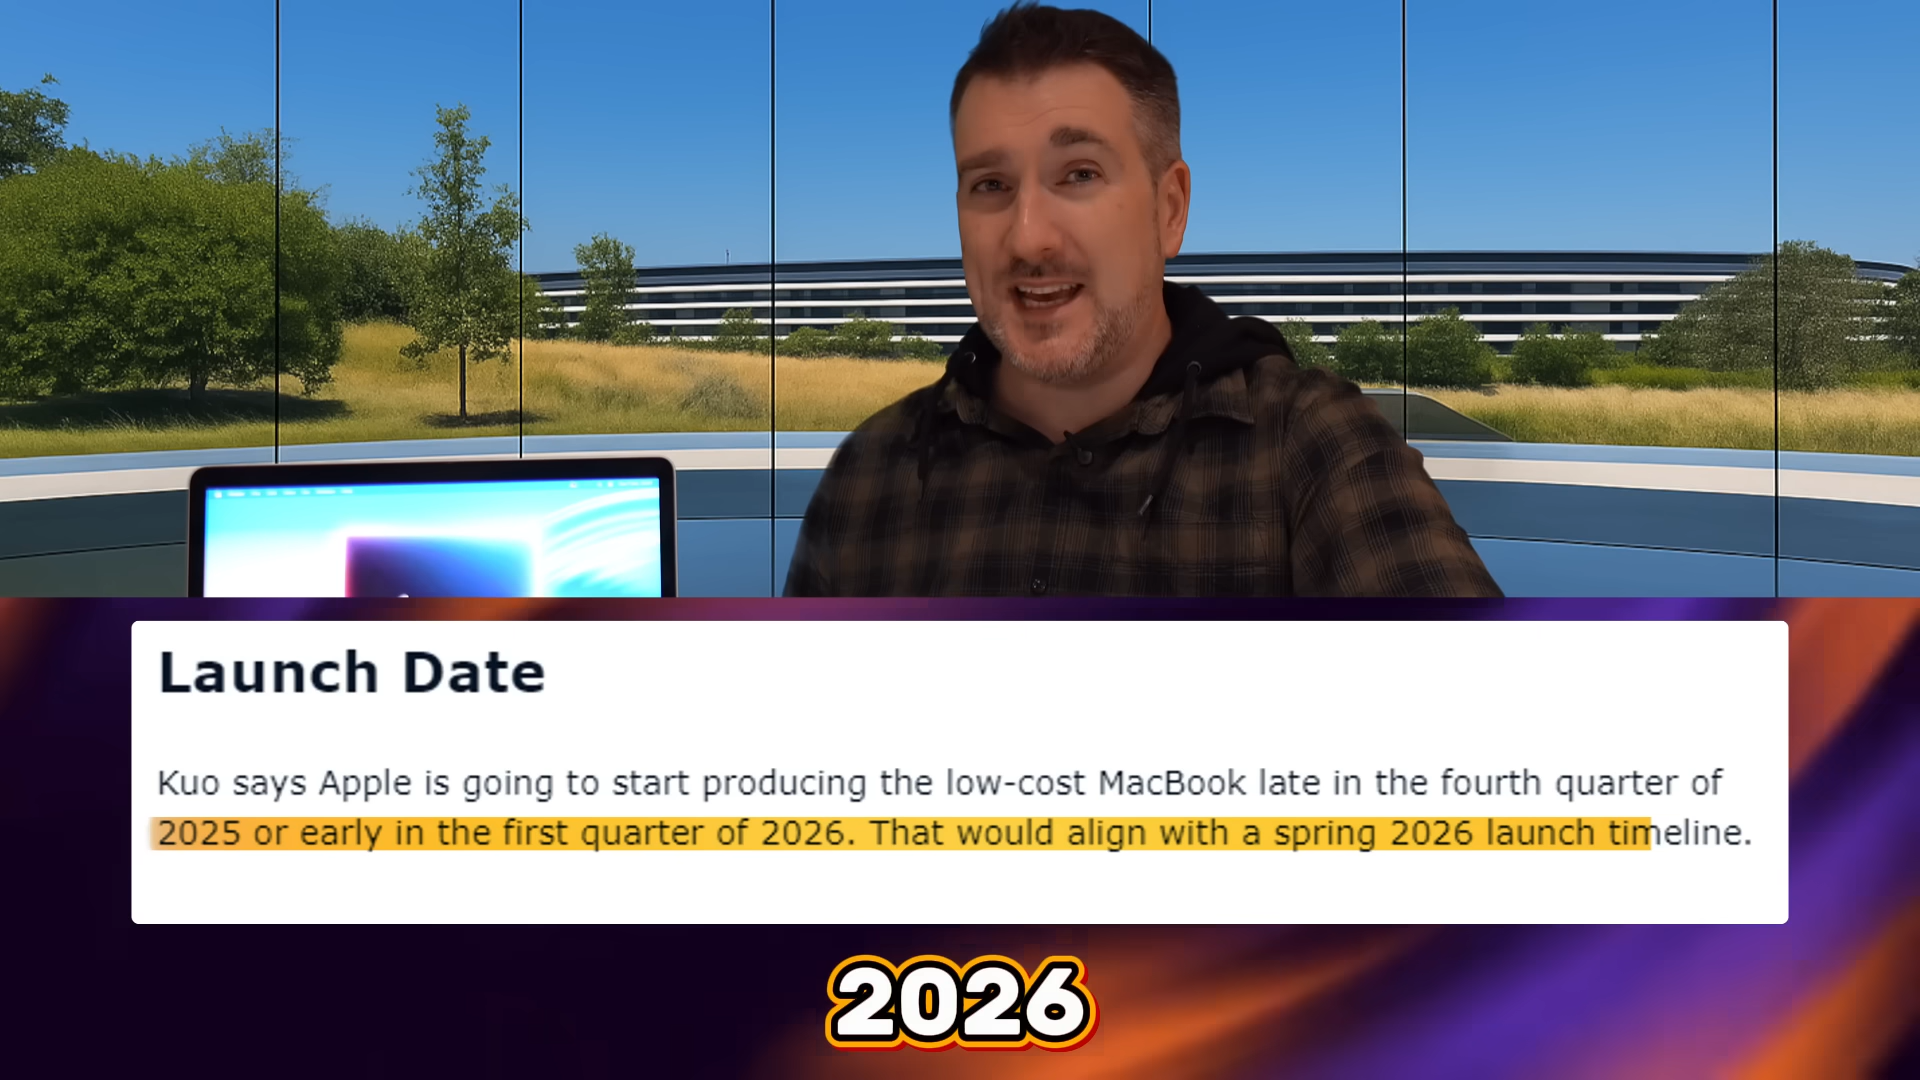 Launch Date
Kuo says Apple is going to start producing the low-cost MacBook late in the fourth quarter of
2025 or early in the first quarter of 2026. That would align with a spring 2026 launch timeline.
2026